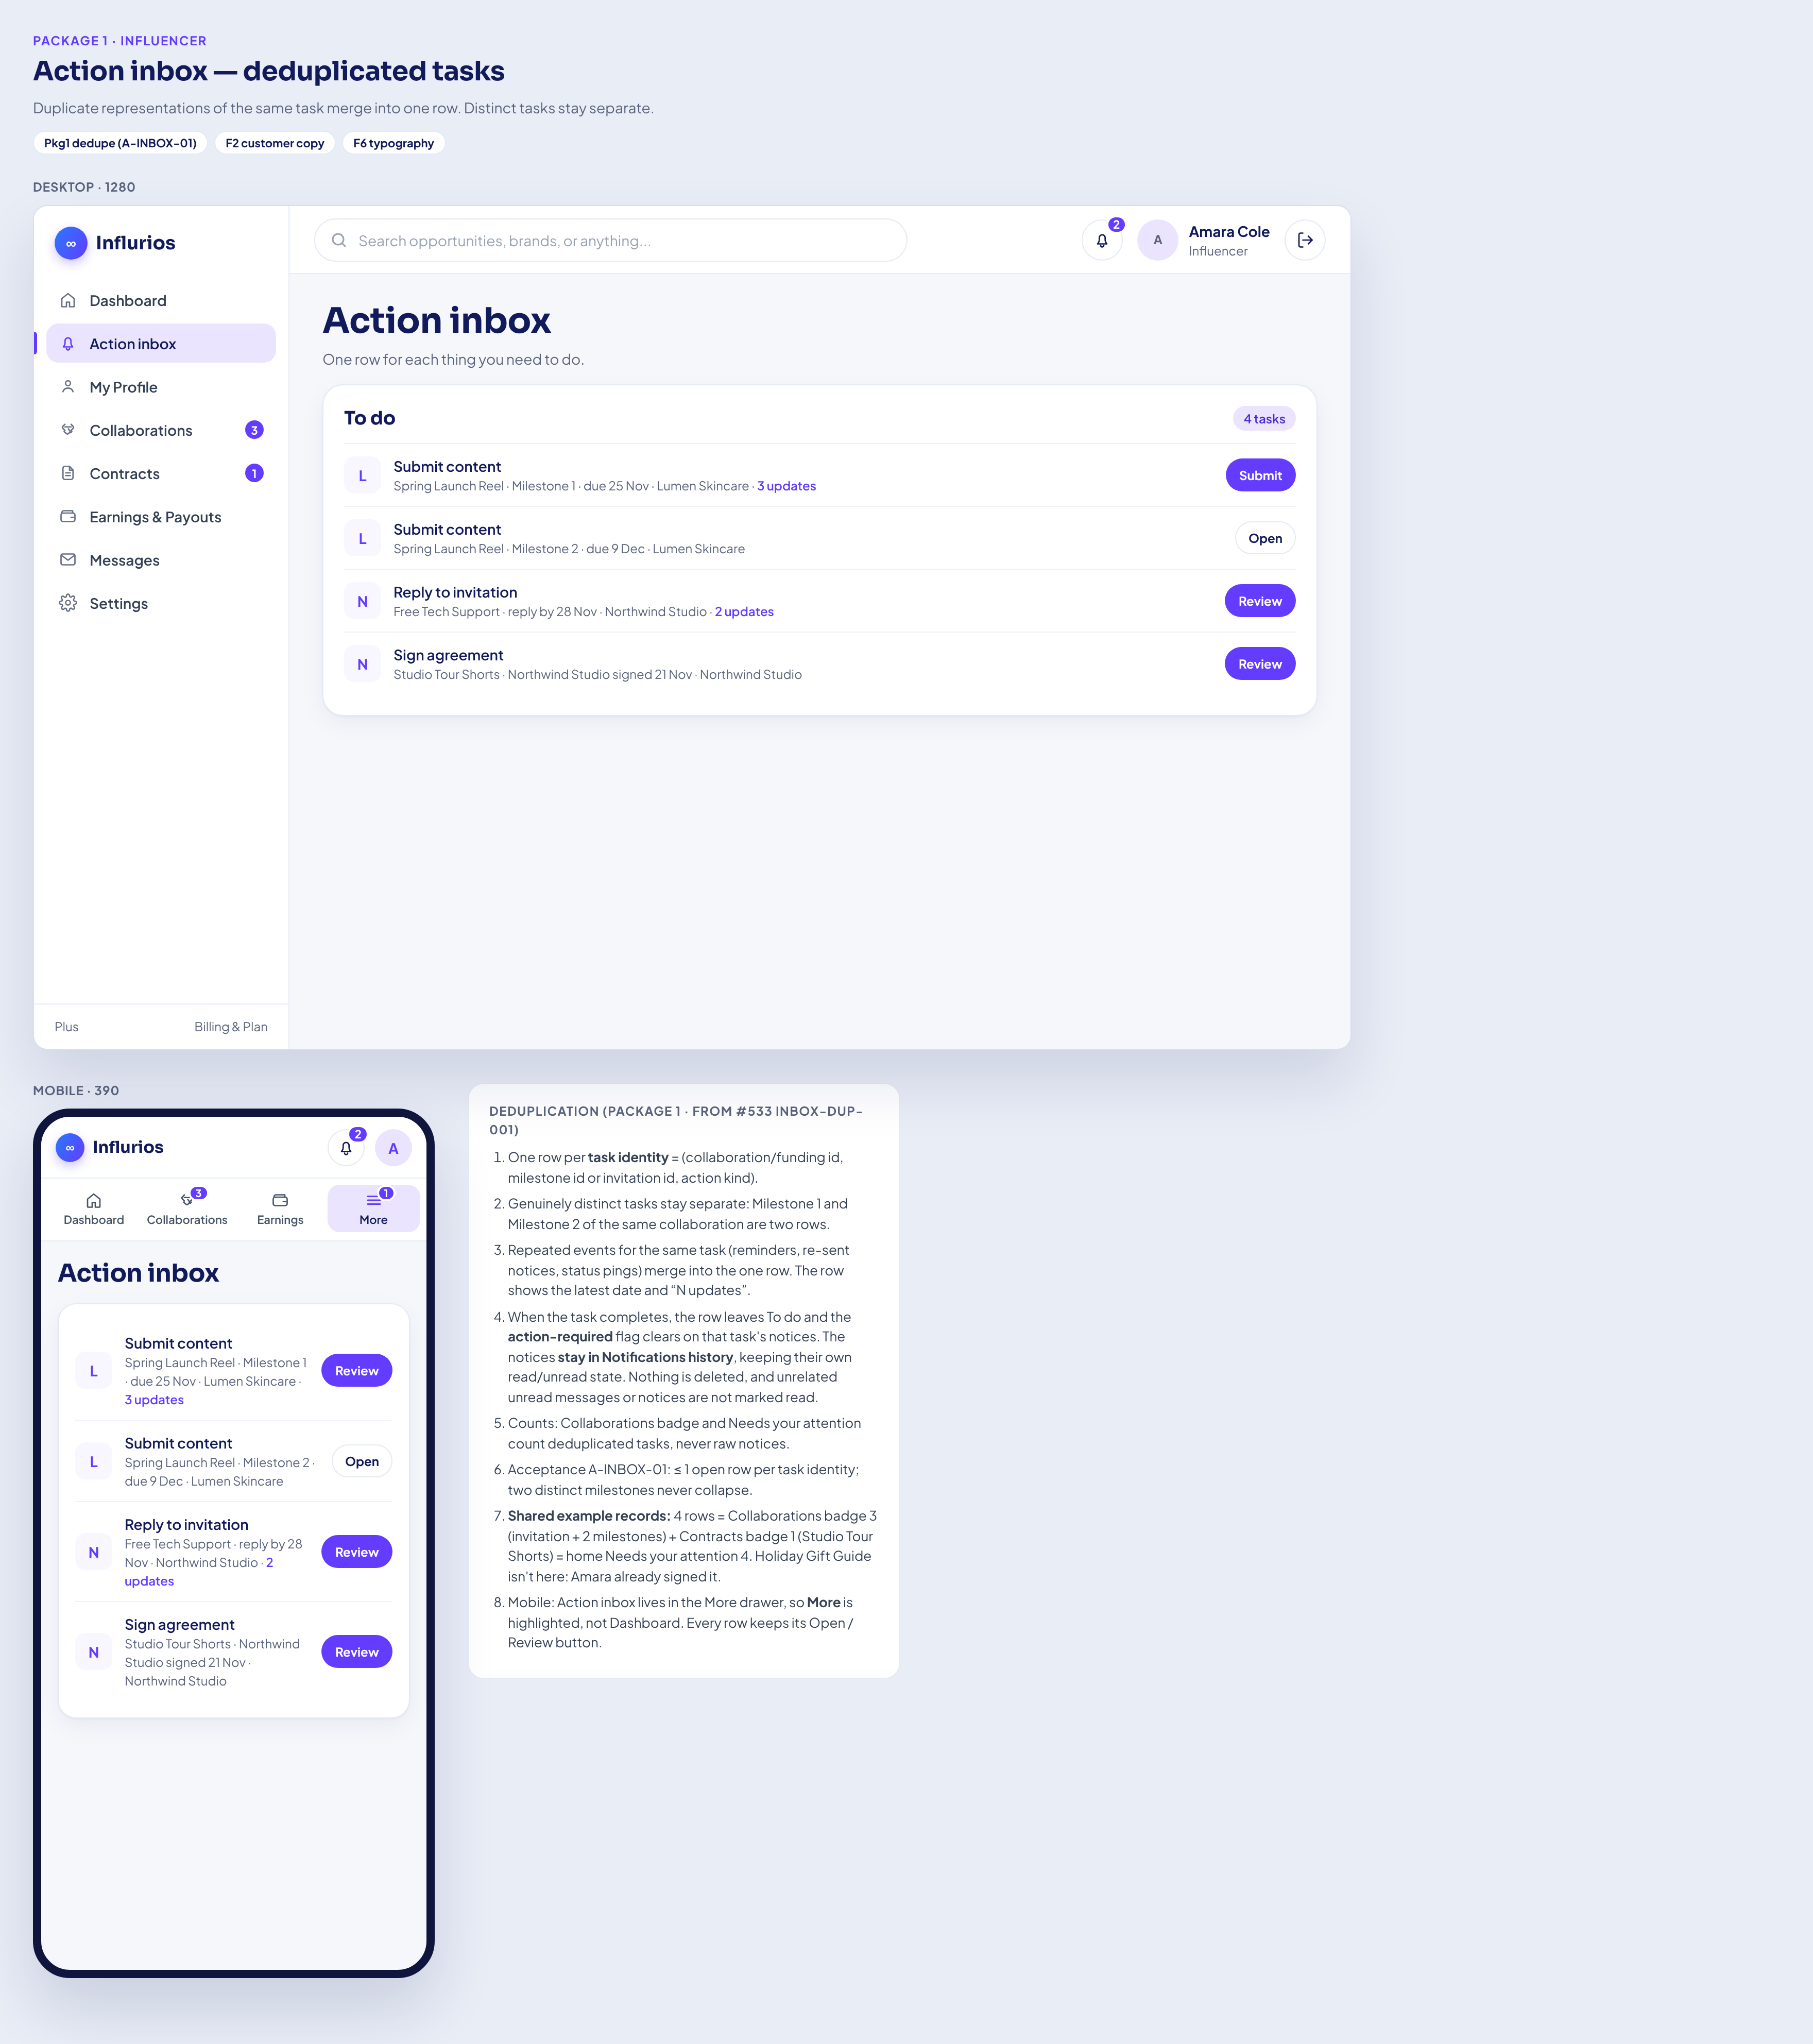 PACKAGE 1 · INFLUENCER
Action inbox — deduplicated tasks
Duplicate representations of the same task merge into one row. Distinct tasks stay separate.
Pkg1 dedupe (A-INBOX-01)
F2 customer copy
F6 typography
DESKTOP · 1280
∞
Influrios
Dashboard
Action inbox
My Profile
Collaborations
3
Contracts
1
Earnings & Payouts
Messages
Settings
Plus
Billing & Plan
Search opportunities, brands, or anything...
2
A
Amara Cole
Influencer
Action inbox
One row for each thing you need to do.
To do
4 tasks
L
Submit content
Spring Launch Reel · Milestone 1 · due 25 Nov · Lumen Skincare · 3 updates
Submit
L
Submit content
Spring Launch Reel · Milestone 2 · due 9 Dec · Lumen Skincare
Open
N
Reply to invitation
Free Tech Support · reply by 28 Nov · Northwind Studio · 2 updates
Review
N
Sign agreement
Studio Tour Shorts · Northwind Studio signed 21 Nov · Northwind Studio
Review
MOBILE · 390
∞
Influrios
2
A
Dashboard
3
Collaborations
Earnings
1
More
Action inbox
L
Submit content
Spring Launch Reel · Milestone 1
· due 25 Nov · Lumen Skincare ·
3 updates
Review
L
Submit content
Spring Launch Reel · Milestone 2 ·
due 9 Dec · Lumen Skincare
Open
N
Reply to invitation
Free Tech Support · reply by 28
Nov · Northwind Studio · 2
updates
Review
N
Sign agreement
Studio Tour Shorts · Northwind
Studio signed 21 Nov ·
Northwind Studio
Review
DEDUPLICATION (PACKAGE 1 · FROM #533 INBOX-DUP-
001)
1. One row per task identity = (collaboration/funding id,
milestone id or invitation id, action kind).
2. Genuinely distinct tasks stay separate: Milestone 1 and
Milestone 2 of the same collaboration are two rows.
3. Repeated events for the same task (reminders, re-sent
notices, status pings) merge into the one row. The row
shows the latest date and “N updates”.
4. When the task completes, the row leaves To do and the
action-required flag clears on that task's notices. The
notices stay in Notifications history, keeping their own
read/unread state. Nothing is deleted, and unrelated
unread messages or notices are not marked read.
5. Counts: Collaborations badge and Needs your attention
count deduplicated tasks, never raw notices.
6. Acceptance A-INBOX-01: ≤ 1 open row per task identity;
two distinct milestones never collapse.
7. Shared example records: 4 rows = Collaborations badge 3
(invitation + 2 milestones) + Contracts badge 1 (Studio Tour
Shorts) = home Needs your attention 4. Holiday Gift Guide
isn't here: Amara already signed it.
8. Mobile: Action inbox lives in the More drawer, so More is
highlighted, not Dashboard. Every row keeps its Open /
Review button.